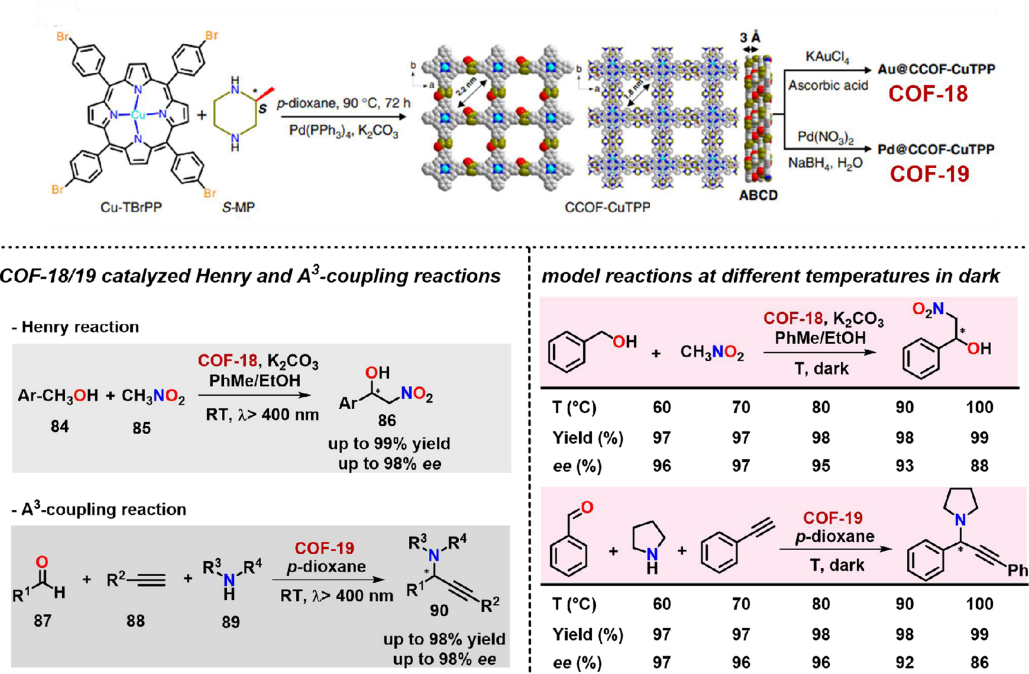 Br
Br
Br
Br
N
N
N
N
Cu
Cu-TBrPP
+
H
N
*
S
N
H
S-MP
p-dioxane, 90 °C, 72 h
Pd(PPh3)4, K2CO3
b
a
2.2 nm
b
a
1.8 nm
CCOF-CuTPP
3 Å
ABCD
KAuCl4
Ascorbic acid
Au@CCOF-CuTPP
COF-18
Pd(NO3)2
NaBH4, H2O
Pd@CCOF-CuTPP
COF-19
COF-18/19 catalyzed Henry and A3-coupling reactions
- Henry reaction
Ar-CH3OH + CH3NO2
84 85
COF-18, K2CO3
PhMe/EtOH
RT, λ> 400 nm
OH
*
Ar NO2
86
up to 99% yield
up to 98% ee
- A3-coupling reaction
O
R1 H
87
+
R2
88
+
R3 N R4
H
89
COF-19
p-dioxane
RT, λ> 400 nm
R3 N R4
*
R1
R2
90
up to 98% yield
up to 98% ee
model reactions at different temperatures in dark
OH
+ CH3NO2
COF-18, K2CO3
PhMe/EtOH
T, dark
O2N
*
OH
T (°C) 60 70 80 90 100
Yield (%) 97 97 98 98 99
ee (%) 96 97 95 93 88
O
+
N
H
+
COF-19
p-dioxane
T, dark
N
*
Ph
T (°C) 60 70 80 90 100
Yield (%) 97 97 98 98 99
ee (%) 97 96 96 92 86